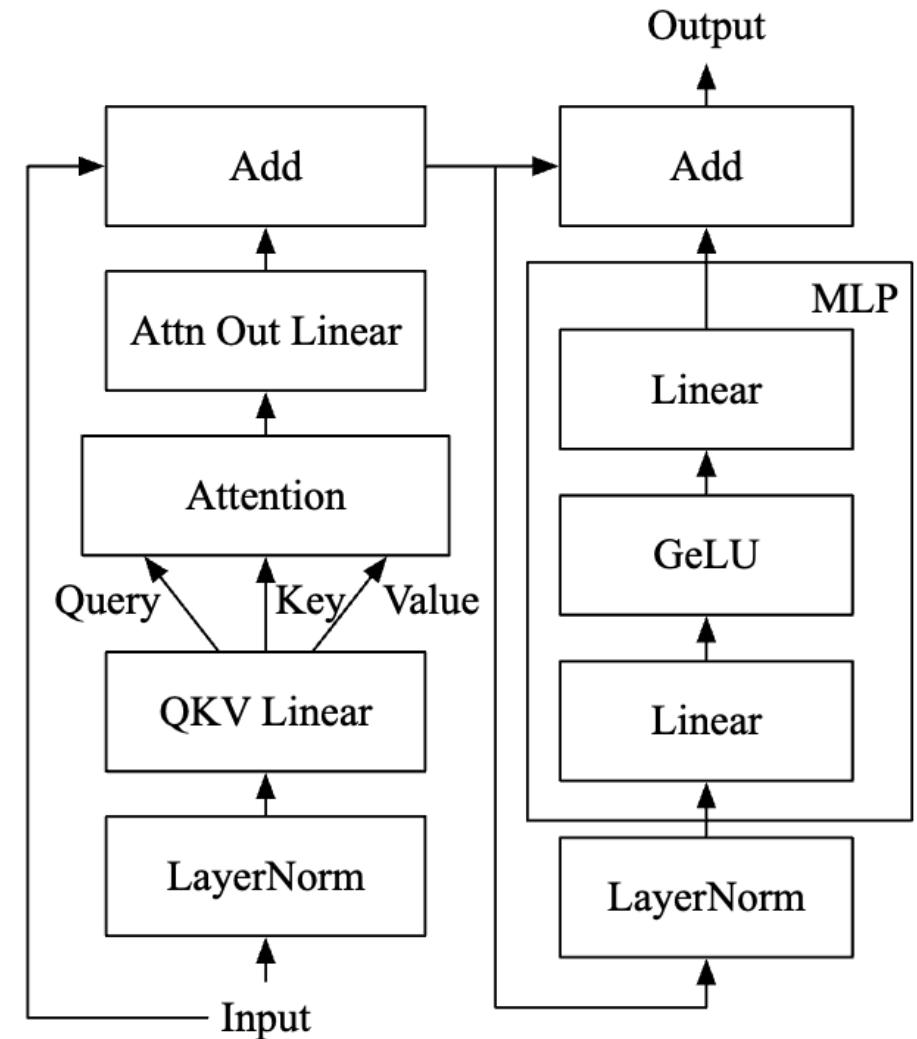 Output
Add
Add
MLP
Attn Out Linear
Linear
Attention
GeLU
Query
Key
Value
QKV Linear
Linear
LayerNorm
LayerNorm
Input